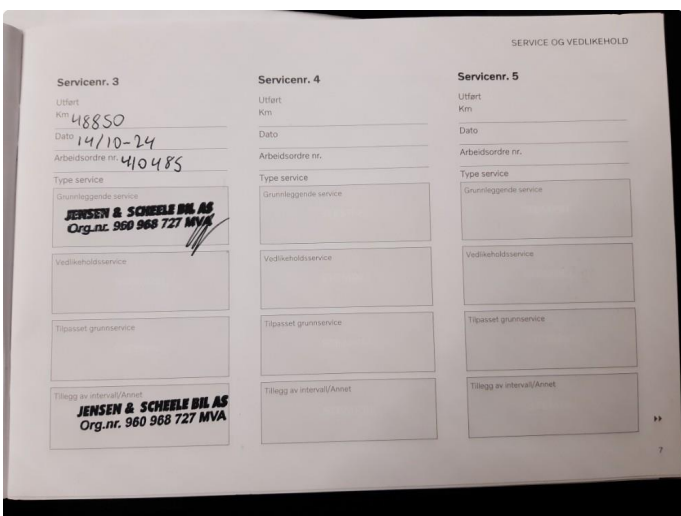 SERVICE OG VEDLIKEHOLD
Servicenr. 3
Utført
Km 48850
Dato 14/10-24
Arbeidsordre nr. 410485
Type service
Grunnleggende service
JENSEN & SCHEELE BIL AS
Org.nr. 960 968 727 MVA
Vedlikeholdsservice
Tilpasset grunnservice
Tillegg av intervall/Annet
JENSEN & SCHEELE BIL AS
Org.nr. 960 968 727 MVA
Servicenr. 4
Utført
Km
Dato
Arbeidsordre nr.
Type service
Grunnleggende service
Vedlikeholdsservice
Tilpasset grunnservice
Tillegg av intervall/Annet
Servicenr. 5
Utført
Km
Dato
Arbeidsordre nr.
Type service
Grunnleggende service
Vedlikeholdsservice
Tilpasset grunnservice
Tillegg av intervall/Annet
7